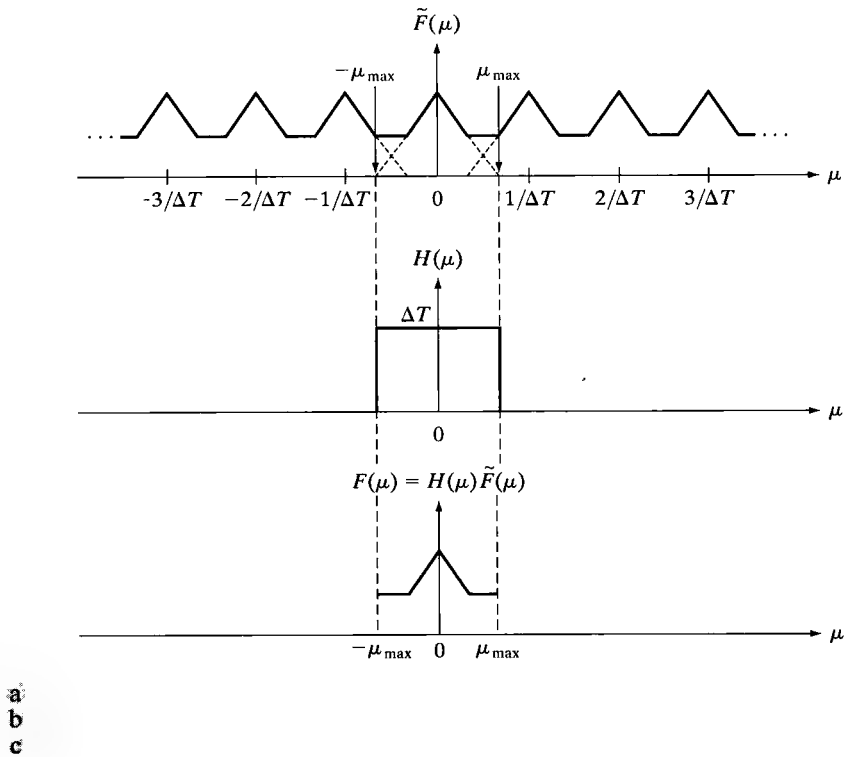 F̃(μ)
−μmax μmax
··· ···
-3/ΔT −2/ΔT −1/ΔT 0 1/ΔT 2/ΔT 3/ΔT μ
H(μ)
ΔT
μ
0
F(μ) = H(μ)F̃(μ)
μ
−μmax 0 μmax
a
b
c